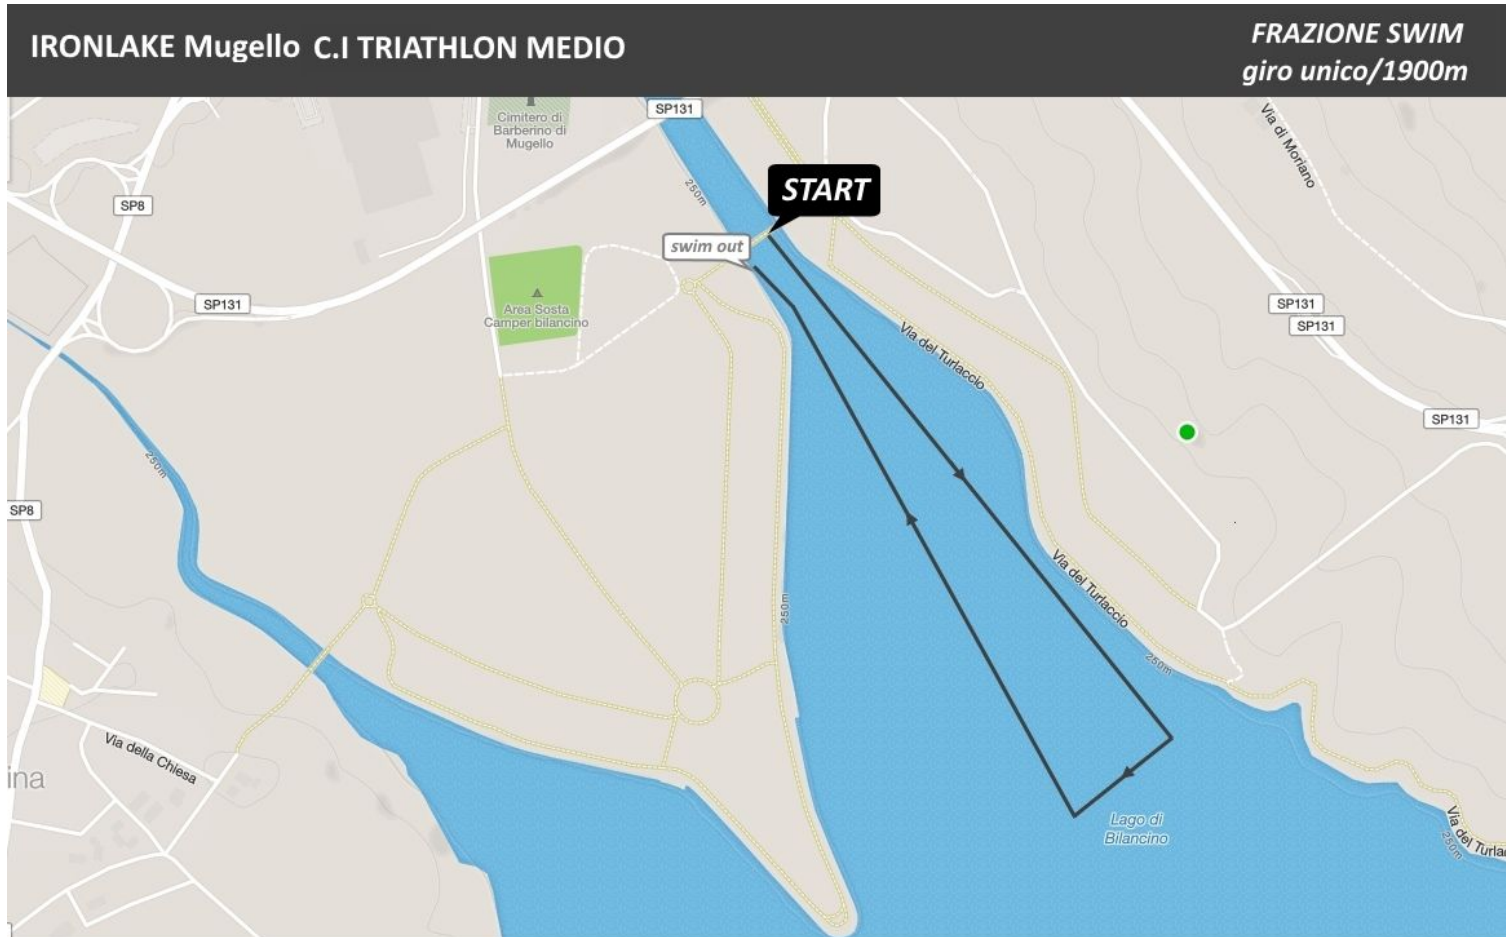 IRONLAKE Mugello C.I TRIATHLON MEDIO
FRAZIONE SWIM
giro unico/1900m
SP131
Cimitero di
Barberino di
Mugello
Via di Moriano
250m
START
SP8
swim out
SP131
SP131
SP131
Area Sosta
Camper bilancino
Via del Turlaccio
SP131
250m
SP8
Via del Turlaccio
250m
250m
Via della Chiesa
ina
Lago di
Bilancino
Via del Turlac
250m